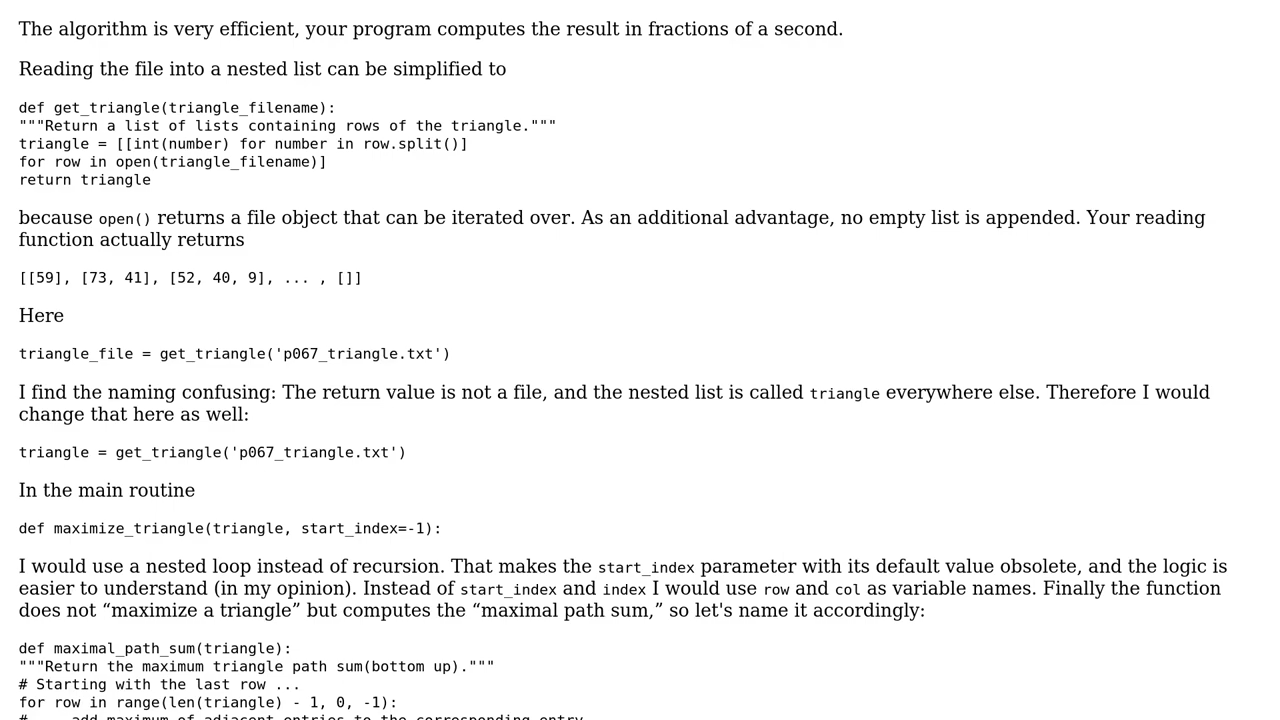 The algorithm is very efficient, your program computes the result in fractions of a second.
Reading the file into a nested list can be simplified to
def get_triangle(triangle_filename):
"""Return a list of lists containing rows of the triangle."""
triangle = [[int(number) for number in row.split()]
for row in open(triangle_filename)]
return triangle
because open() returns a file object that can be iterated over. As an additional advantage, no empty list is appended. Your reading
function actually returns
[[59], [73, 41], [52, 40, 9], ... , []]
Here
triangle_file = get_triangle('p067_triangle.txt')
I find the naming confusing: The return value is not a file, and the nested list is called triangle everywhere else. Therefore I would
change that here as well:
triangle = get_triangle('p067_triangle.txt')
In the main routine
def maximize_triangle(triangle, start_index=-1):
I would use a nested loop instead of recursion. That makes the start_index parameter with its default value obsolete, and the logic is
easier to understand (in my opinion). Instead of start_index and index I would use row and col as variable names. Finally the function
does not “maximize a triangle” but computes the “maximal path sum,” so let's name it accordingly:
def maximal_path_sum(triangle):
"""Return the maximum triangle path sum(bottom up)."""
# Starting with the last row ...
for row in range(len(triangle) - 1, 0, -1):
# ... add maximum of adjacent entries to the corresponding entry